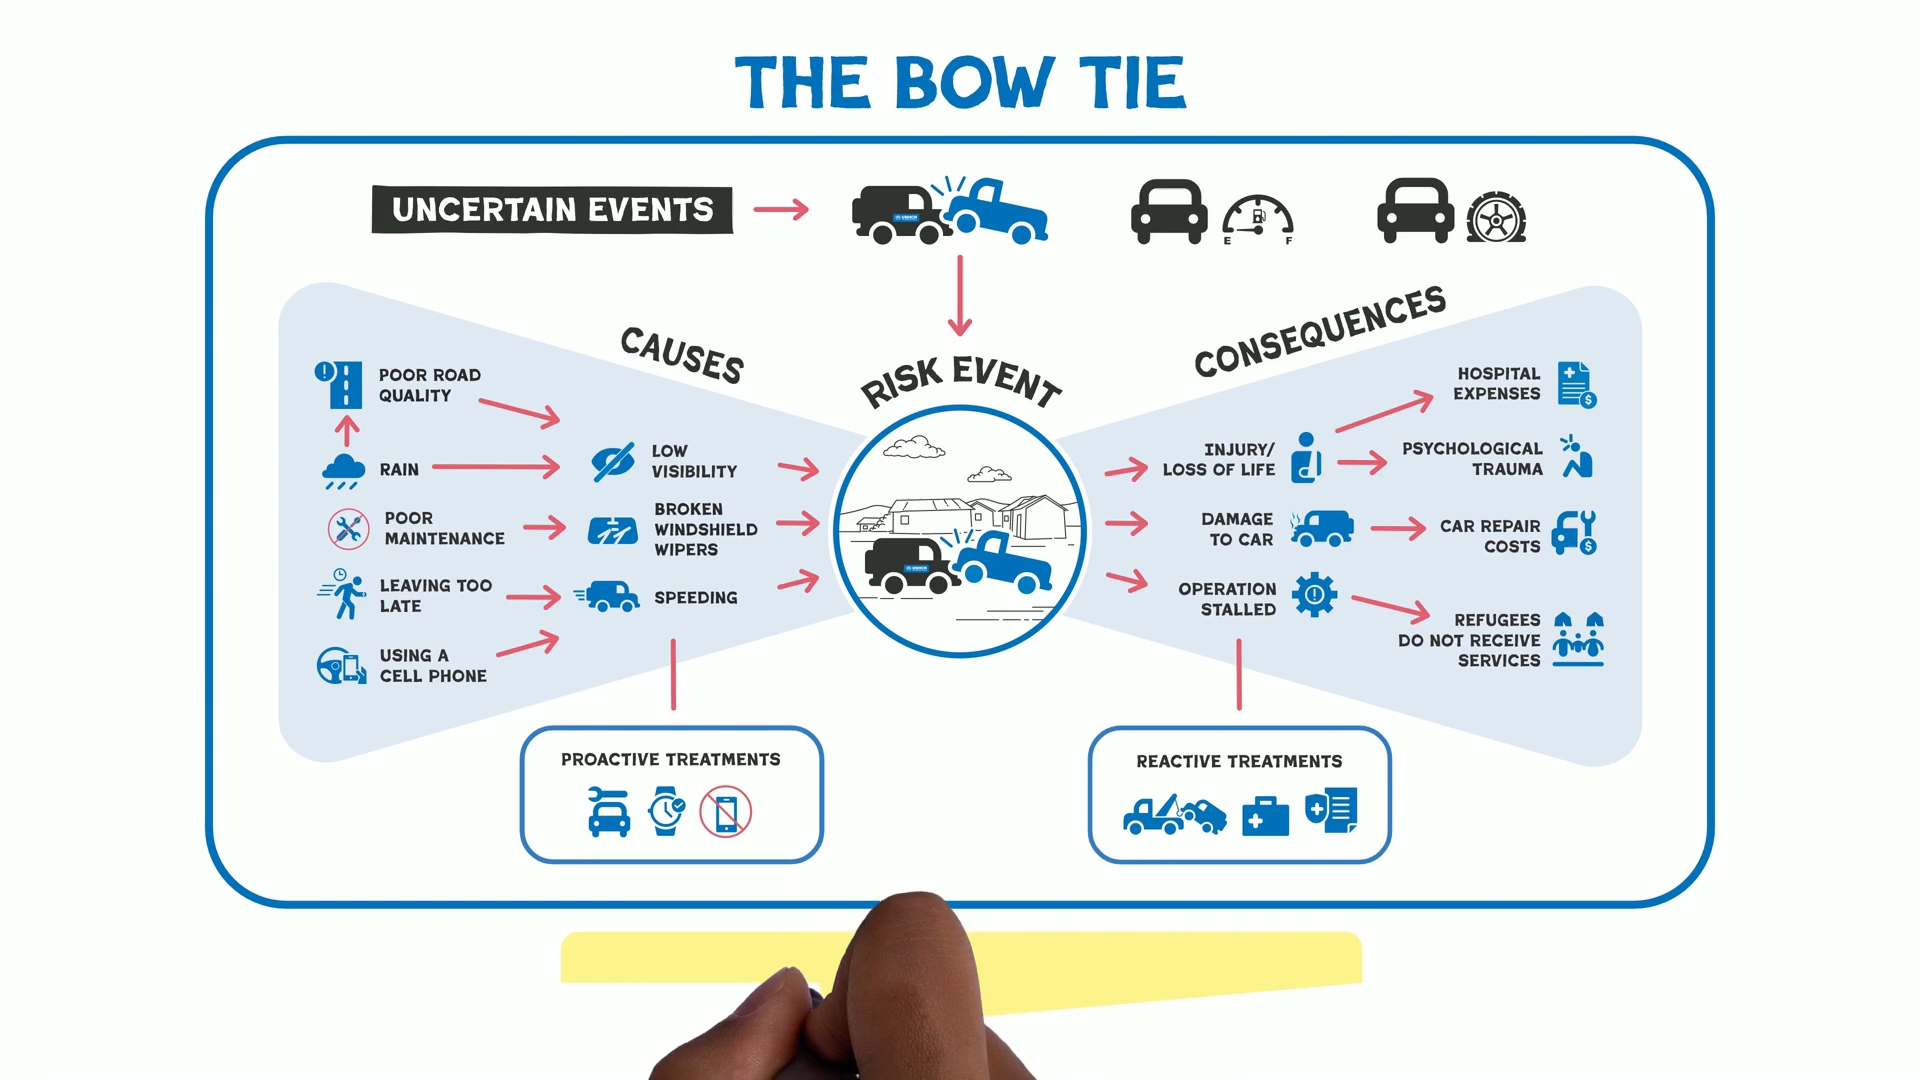 THE BOW TIE
UNCERTAIN EVENTS
E
F
CAUSES
RISK EVENT
CONSEQUENCES
POOR ROAD
QUALITY
RAIN
POOR
MAINTENANCE
LEAVING TOO
LATE
USING A
CELL PHONE
LOW
VISIBILITY
BROKEN
WINDSHIELD
WIPERS
SPEEDING
INJURY/
LOSS OF LIFE
DAMAGE
TO CAR
OPERATION
STALLED
HOSPITAL
EXPENSES
PSYCHOLOGICAL
TRAUMA
CAR REPAIR
COSTS
REFUGEES
DO NOT RECEIVE
SERVICES
PROACTIVE TREATMENTS
REACTIVE TREATMENTS